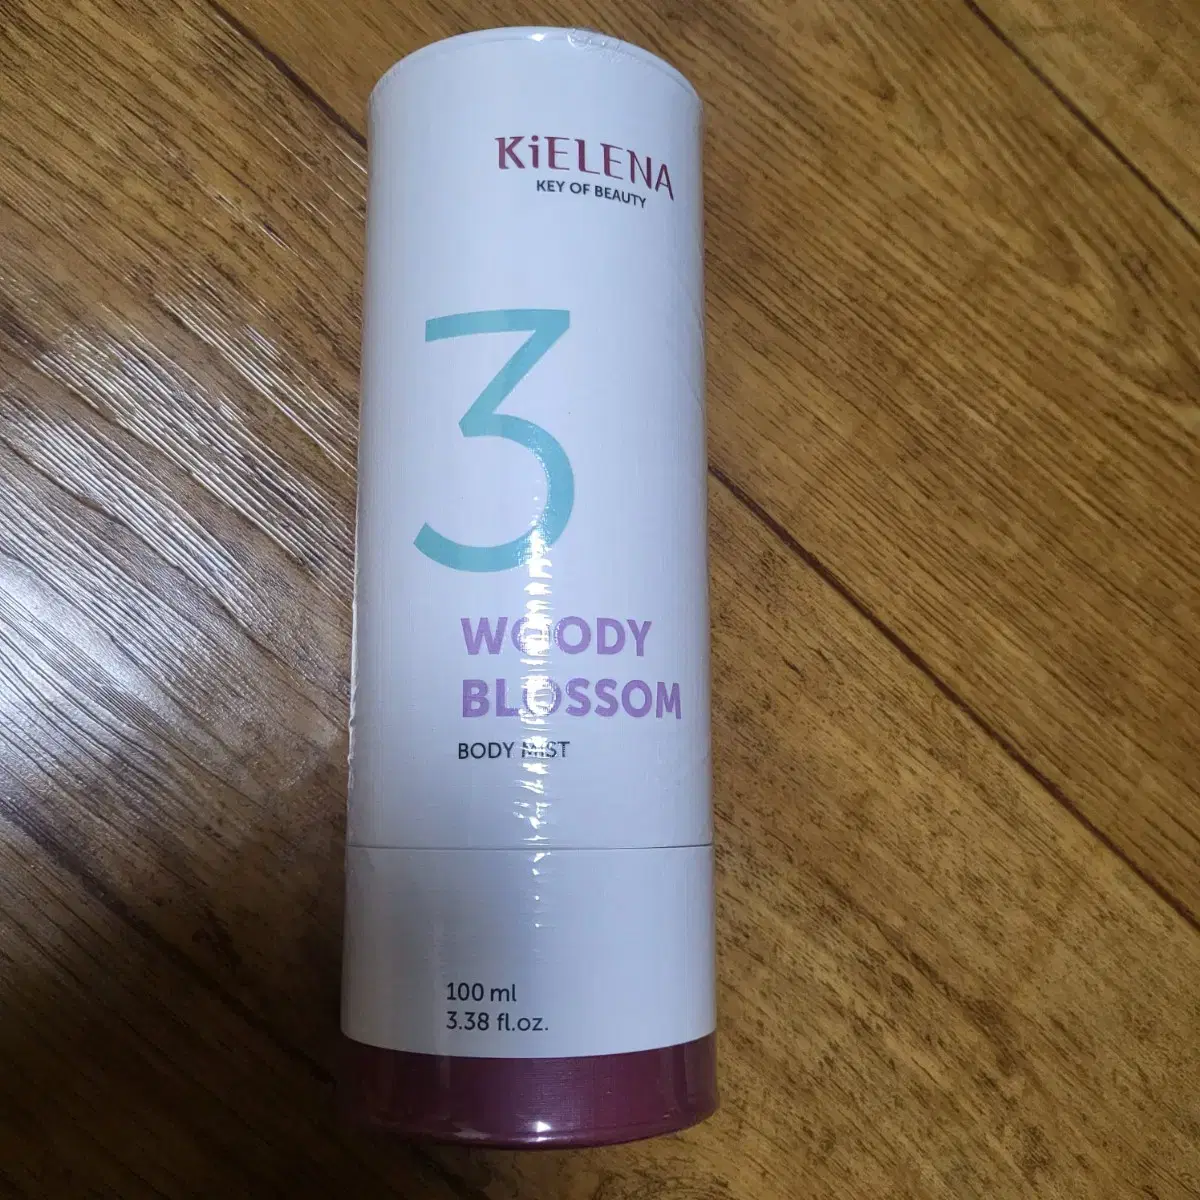 KiELENA
KEY OF BEAUTY
3
WOODY
BLOSSOM
BODY MIST
100 ml
3.38 fl.oz.